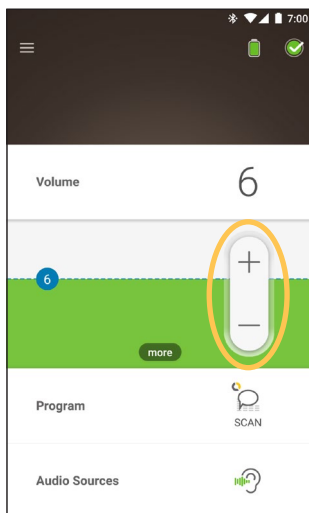 7:00
Volume 6
6
+
−
more
Program
SCAN
Audio Sources